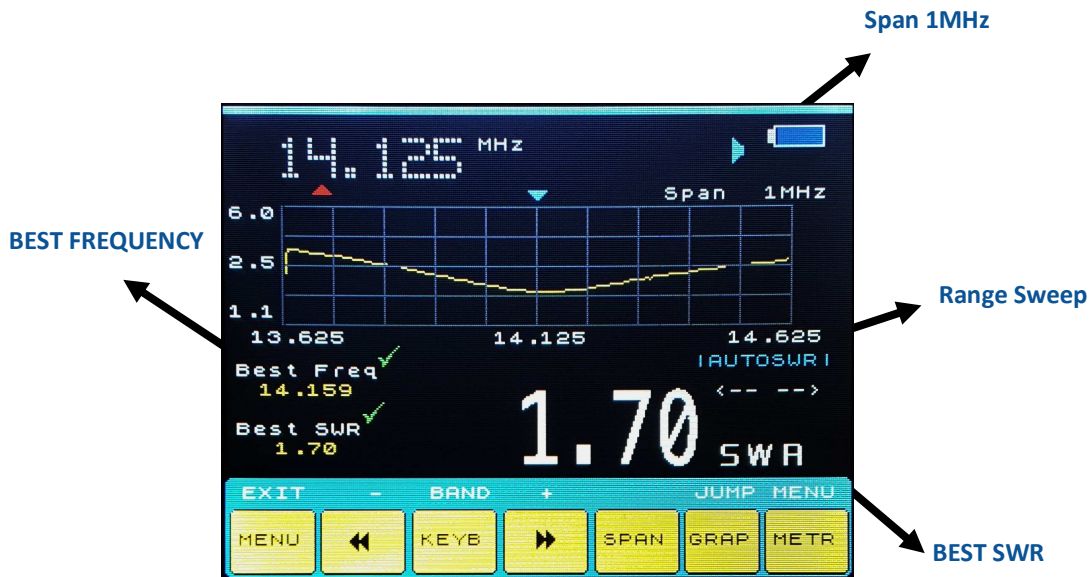 Span 1MHz
14.125 MHz
Span 1MHz
6.0
BEST FREQUENCY
2.5
Range Sweep
1.1
13.625 14.125 14.625
|AUTOSWR|
Best Freq
14.159
<-- -->
1.70 SWR
Best SWR
1.70
EXIT - BAND + JUMP MENU
MENU KEYB SPAN GRAP METR
BEST SWR